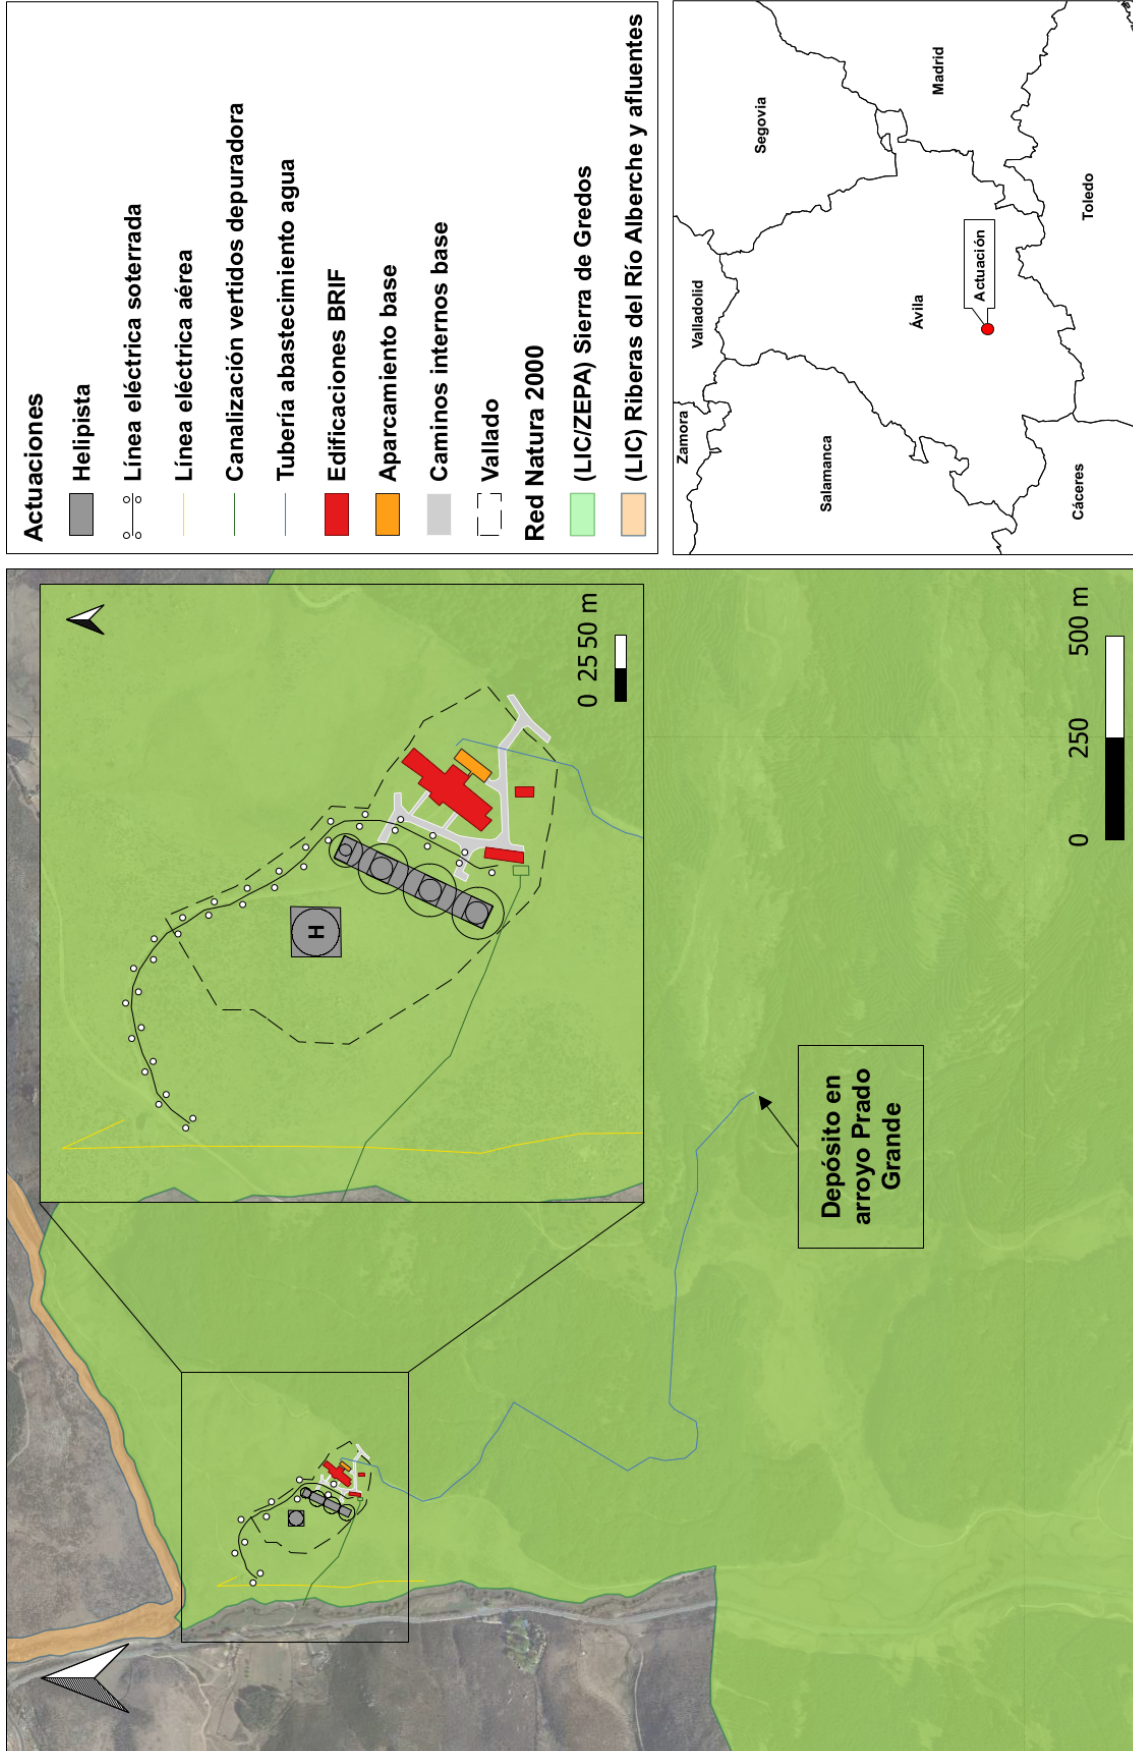 Actuaciones
Helipista
Línea eléctrica soterrada
Línea eléctrica aérea
Canalización vertidos depuradora
Tubería abastecimiento agua
Edificaciones BRIF
Aparcamiento base
Caminos internos base
Vallado
Red Natura 2000
(LIC/ZEPA) Sierra de Gredos
(LIC) Riberas del Río Alberche y afluentes
Zamora
Valladolid
Segovia
Salamanca
Ávila
Madrid
Actuación
Cáceres
Toledo
H
0 25 50 m
Depósito en
arroyo Prado
Grande
0 250 500 m